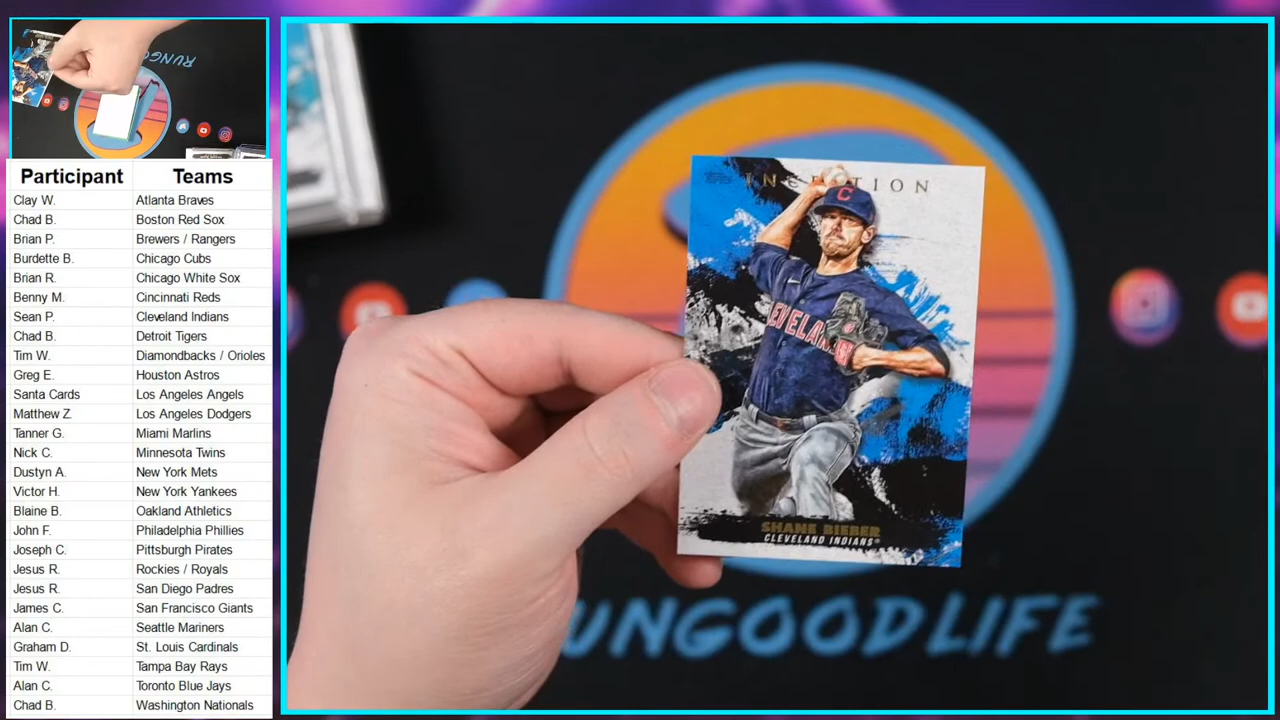 RUNGOOD
Participant Teams
Clay W. Atlanta Braves
Chad B. Boston Red Sox
Brian P. Brewers / Rangers
Burdette B. Chicago Cubs
Brian R. Chicago White Sox
Benny M. Cincinnati Reds
Sean P. Cleveland Indians
Chad B. Detroit Tigers
Tim W. Diamondbacks / Orioles
Greg E. Houston Astros
Santa Cards Los Angeles Angels
Matthew Z. Los Angeles Dodgers
Tanner G. Miami Marlins
Nick C. Minnesota Twins
Dustyn A. New York Mets
Victor H. New York Yankees
Blaine B. Oakland Athletics
John F. Philadelphia Phillies
Joseph C. Pittsburgh Pirates
Jesus R. Rockies / Royals
Jesus R. San Diego Padres
James C. San Francisco Giants
Alan C. Seattle Mariners
Graham D. St. Louis Cardinals
Tim W. Tampa Bay Rays
Alan C. Toronto Blue Jays
Chad B. Washington Nationals
INCEPTION
C
CLEVELAND
SHANE BIEBER
CLEVELAND INDIANS
RUNGOODLIFE